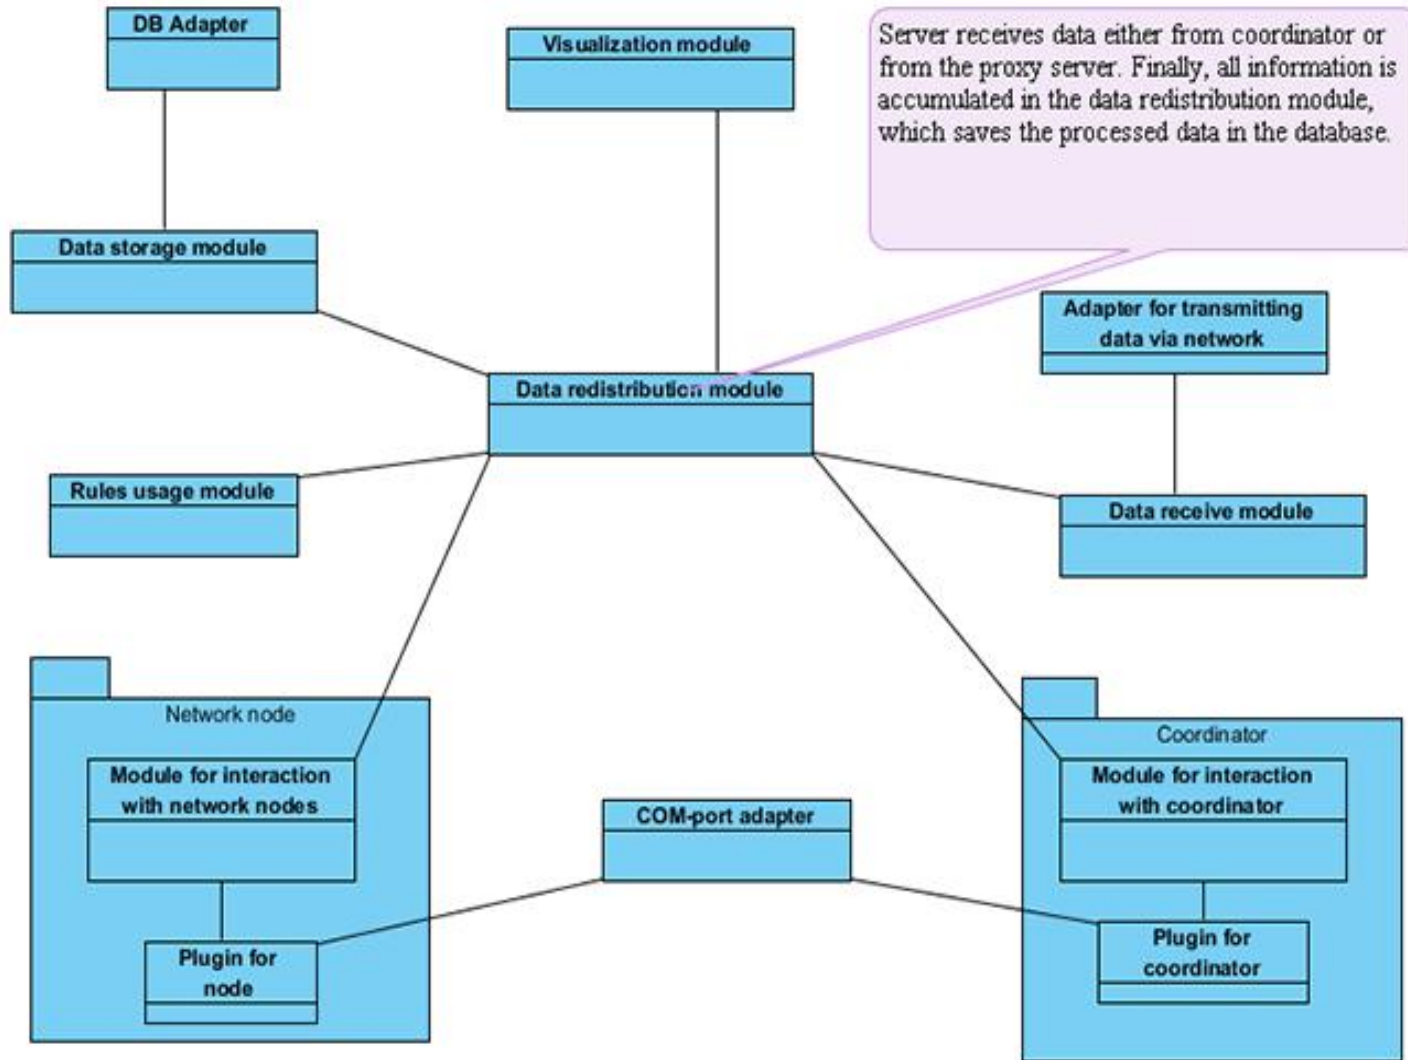 DB Adapter
Visualization module
Server receives data either from coordinator or
from the proxy server. Finally, all information is
accumulated in the data redistribution module,
which saves the processed data in the database.
Data storage module
Adapter for transmitting
data via network
Data redistribution module
Rules usage module
Data receive module
Network node
Coordinator
Module for interaction
with network nodes
COM-port adapter
Module for interaction
with coordinator
Plugin for
node
Plugin for
coordinator